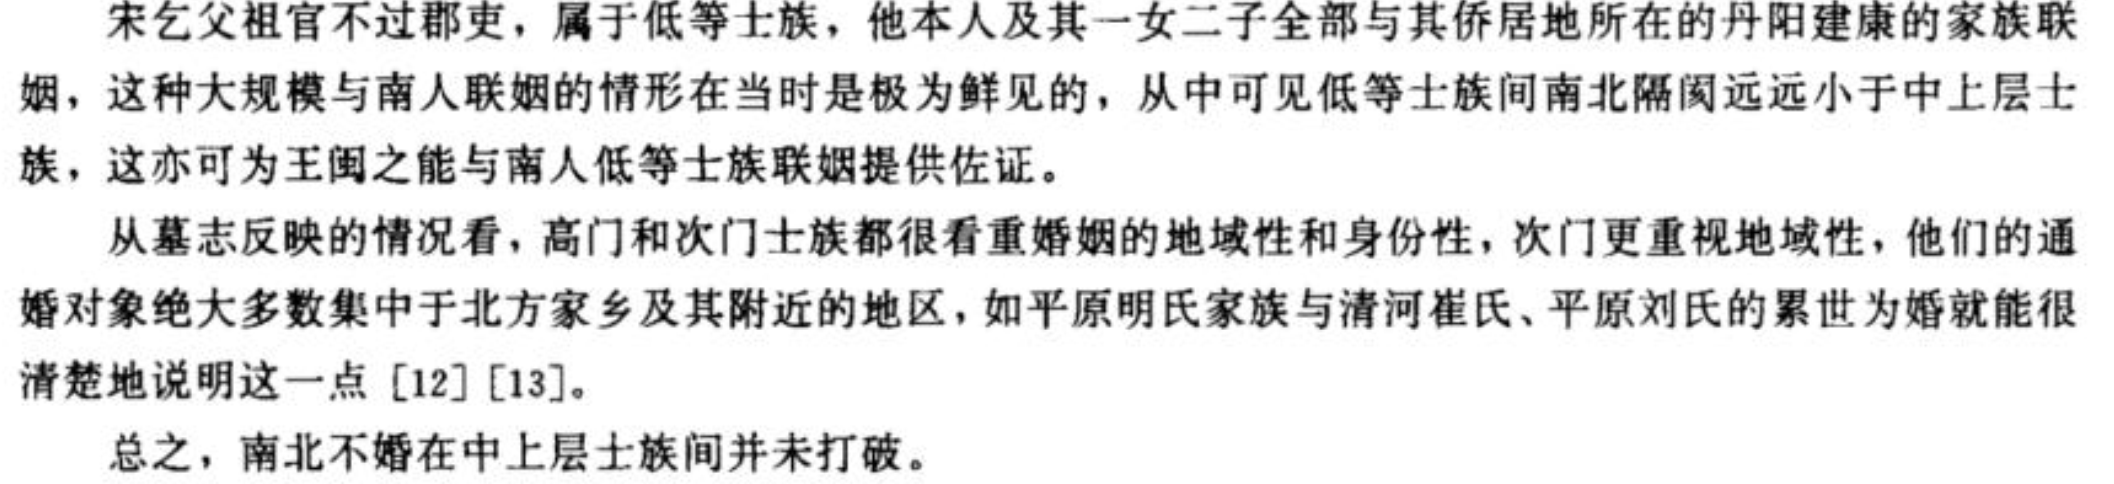 宋乞父祖官不过郡吏，属于低等士族，他本人及其一女二子全部与其侨居地所在的丹阳建康的家族联
姻，这种大规模与南人联姻的情形在当时是极为鲜见的，从中可见低等士族间南北隔阂远远小于中上层士
族，这亦可为王闽之能与南人低等士族联姻提供佐证。
从墓志反映的情况看，高门和次门士族都很看重婚姻的地域性和身份性，次门更重视地域性，他们的通
婚对象绝大多数集中于北方家乡及其附近的地区，如平原明氏家族与清河崔氏、平原刘氏的累世为婚就能很
清楚地说明这一点 [12] [13]。
总之，南北不婚在中上层士族间并未打破。